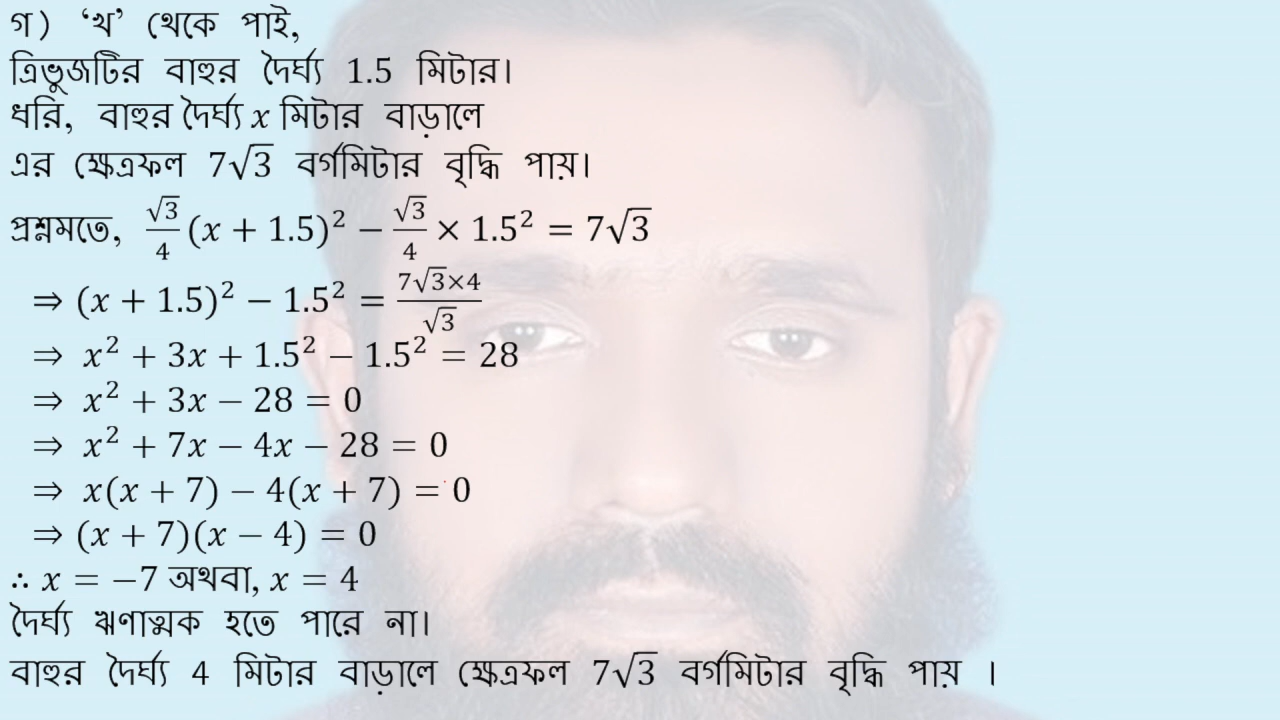 গ) ‘খ’ থেকে পাই,
ত্রিভুজটির বাহুর দৈর্ঘ্য 1.5 মিটার।
ধরি, বাহুর দৈর্ঘ্য x মিটার বাড়ালে
এর ক্ষেত্রফল 7√3 বর্গমিটার বৃদ্ধি পায়।
প্রশ্নমতে, √3/4 (x + 1.5)² − √3/4 × 1.5² = 7√3
⇒ (x + 1.5)² − 1.5² = 7√3×4/√3
⇒ x² + 3x + 1.5² − 1.5² = 28
⇒ x² + 3x − 28 = 0
⇒ x² + 7x − 4x − 28 = 0
⇒ x(x + 7) − 4(x + 7) = 0
⇒ (x + 7)(x − 4) = 0
∴ x = −7 অথবা, x = 4
দৈর্ঘ্য ঋণাত্মক হতে পারে না।
বাহুর দৈর্ঘ্য 4 মিটার বাড়ালে ক্ষেত্রফল 7√3 বর্গমিটার বৃদ্ধি পায় ।